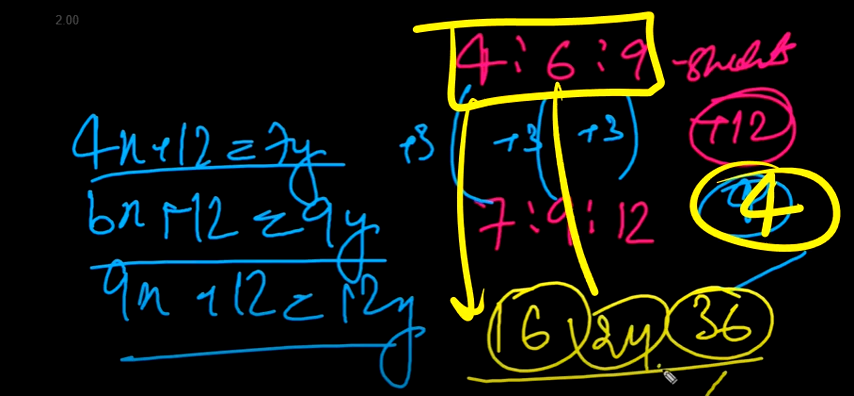 2.00
4 : 6 : 9 - students
+12
4x + 12 = 7y
+3 +3 +3
4
6x + 12 = 9y
7 : 9 : 12
9x + 12 = 12y
16, 24, 36